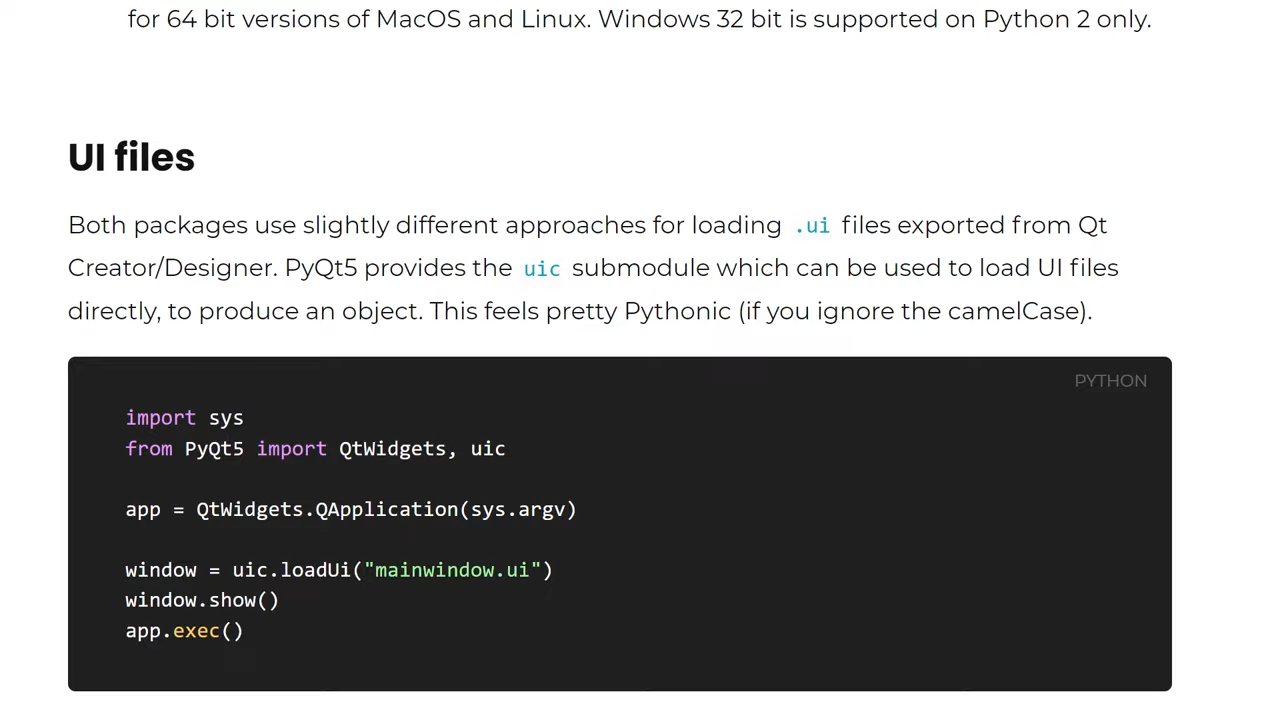 for 64 bit versions of MacOS and Linux. Windows 32 bit is supported on Python 2 only.
UI files
Both packages use slightly different approaches for loading .ui files exported from Qt
Creator/Designer. PyQt5 provides the uic submodule which can be used to load UI files
directly, to produce an object. This feels pretty Pythonic (if you ignore the camelCase).
PYTHON
import sys
from PyQt5 import QtWidgets, uic
app = QtWidgets.QApplication(sys.argv)
window = uic.loadUi("mainwindow.ui")
window.show()
app.exec()